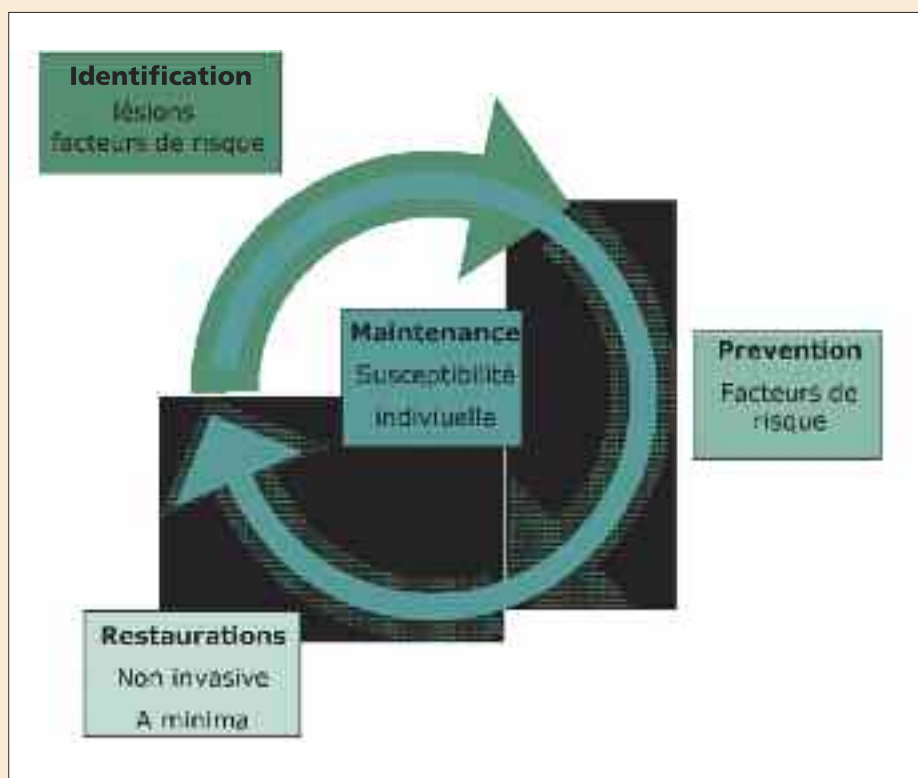 Identification
lésions
facteurs de risque
Maintenance
Susceptibilité
indiviuelle
Prevention
Facteurs de
risque
Restaurations
Non invasive
A minima